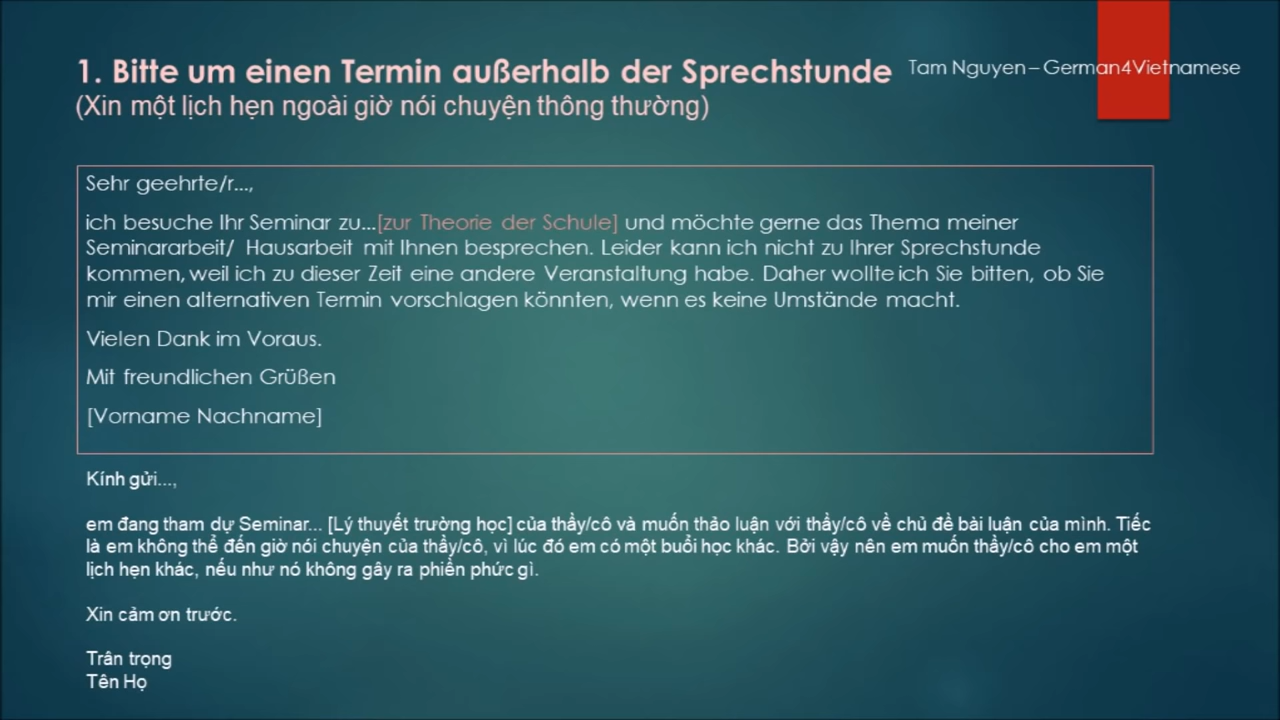 1. Bitte um einen Termin außerhalb der Sprechstunde
Tam Nguyen – German4Vietnamese
(Xin một lịch hẹn ngoài giờ nói chuyện thông thường)
Sehr geehrte/r...,
ich besuche Ihr Seminar zu...[zur Theorie der Schule] und möchte gerne das Thema meiner
Seminararbeit/ Hausarbeit mit Ihnen besprechen. Leider kann ich nicht zu Ihrer Sprechstunde
kommen, weil ich zu dieser Zeit eine andere Veranstaltung habe. Daher wollte ich Sie bitten, ob Sie
mir einen alternativen Termin vorschlagen könnten, wenn es keine Umstände macht.
Vielen Dank im Voraus.
Mit freundlichen Grüßen
[Vorname Nachname]
Kính gửi...,
em đang tham dự Seminar... [Lý thuyết trường học] của thầy/cô và muốn thảo luận với thầy/cô về chủ đề bài luận của mình. Tiếc
là em không thể đến giờ nói chuyện của thầy/cô, vì lúc đó em có một buổi học khác. Bởi vậy nên em muốn thầy/cô cho em một
lịch hẹn khác, nếu như nó không gây ra phiền phức gì.
Xin cảm ơn trước.
Trân trọng
Tên Họ